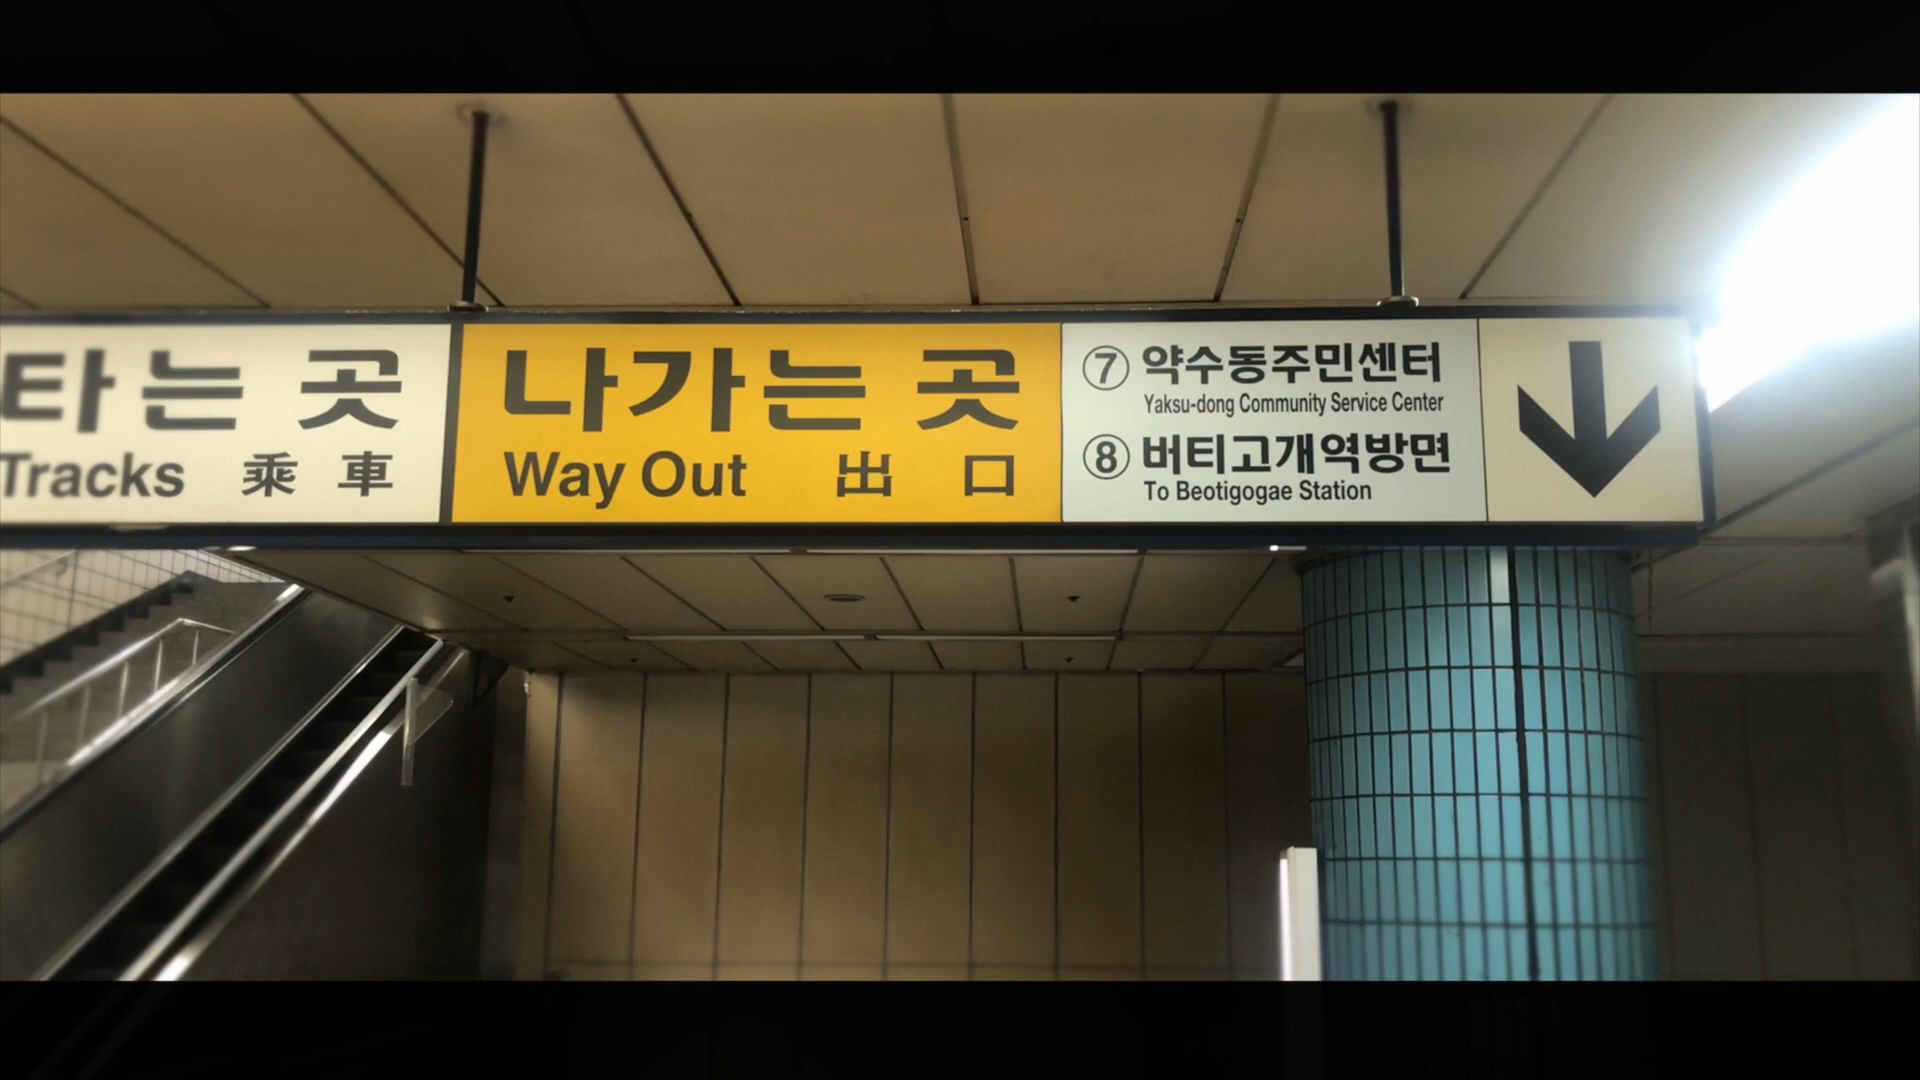 타는 곳
Tracks 乘 車
나가는 곳
Way Out 出 口
⑦ 약수동주민센터
Yaksu-dong Community Service Center
⑧ 버티고개역방면
To Beotigogae Station